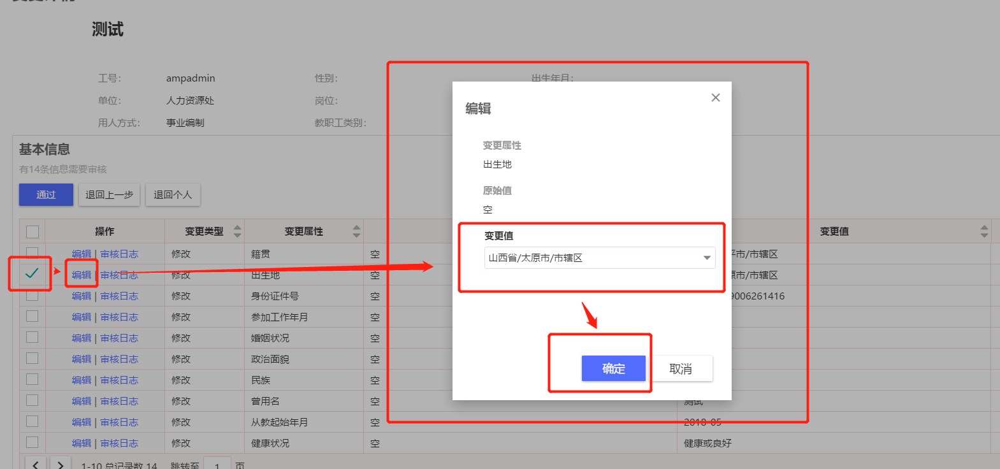 测试
工号: ampadmin 性别: 出生年月:
单位: 人力资源处 岗位:
用人方式: 事业编制 教职工类别:
基本信息
有14条信息需要审核
通过 退回上一步 退回个人
操作 变更类型 变更属性 变更值
编辑 | 审核日志 修改 籍贯 空 市/市辖区
编辑 | 审核日志 修改 出生地 空 市/市辖区
编辑 | 审核日志 修改 身份证件号 空 9006261416
编辑 | 审核日志 修改 参加工作年月 空
编辑 | 审核日志 修改 婚姻状况 空
编辑 | 审核日志 修改 政治面貌 空
编辑 | 审核日志 修改 民族 空
编辑 | 审核日志 修改 曾用名 空 测试
编辑 | 审核日志 修改 从教起始年月 空 2018-05
编辑 | 审核日志 修改 健康状况 空 健康或良好
1-10 总记录数 14 跳转至 1 页
编辑
变更属性
出生地
原始值
空
变更值
山西省/太原市/市辖区
确定 取消